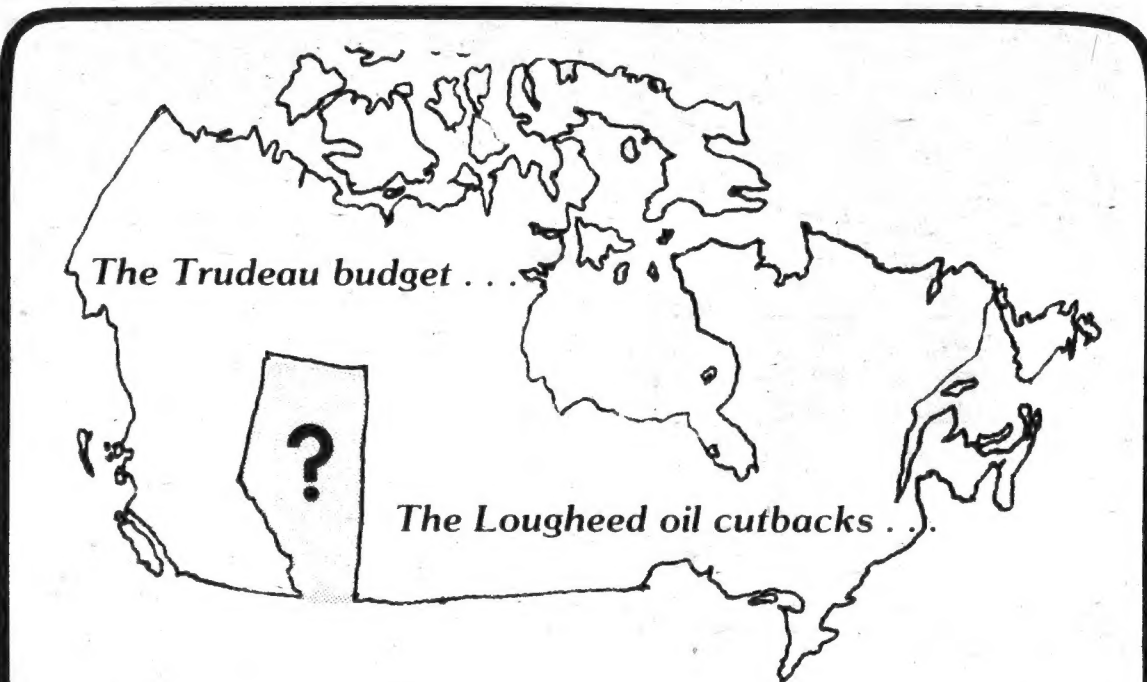 The Trudeau budget . . .
?
The Lougheed oil cutbacks . . .